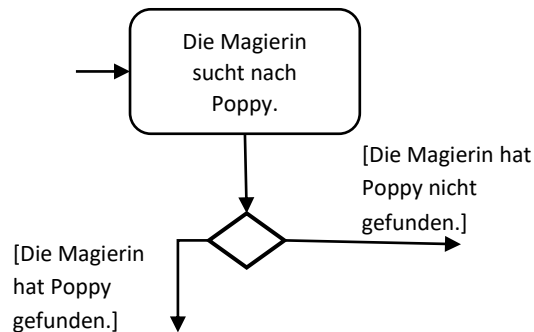 Die Magierin
sucht nach
Poppy.
[Die Magierin hat
Poppy nicht
gefunden.]
[Die Magierin
hat Poppy
gefunden.]